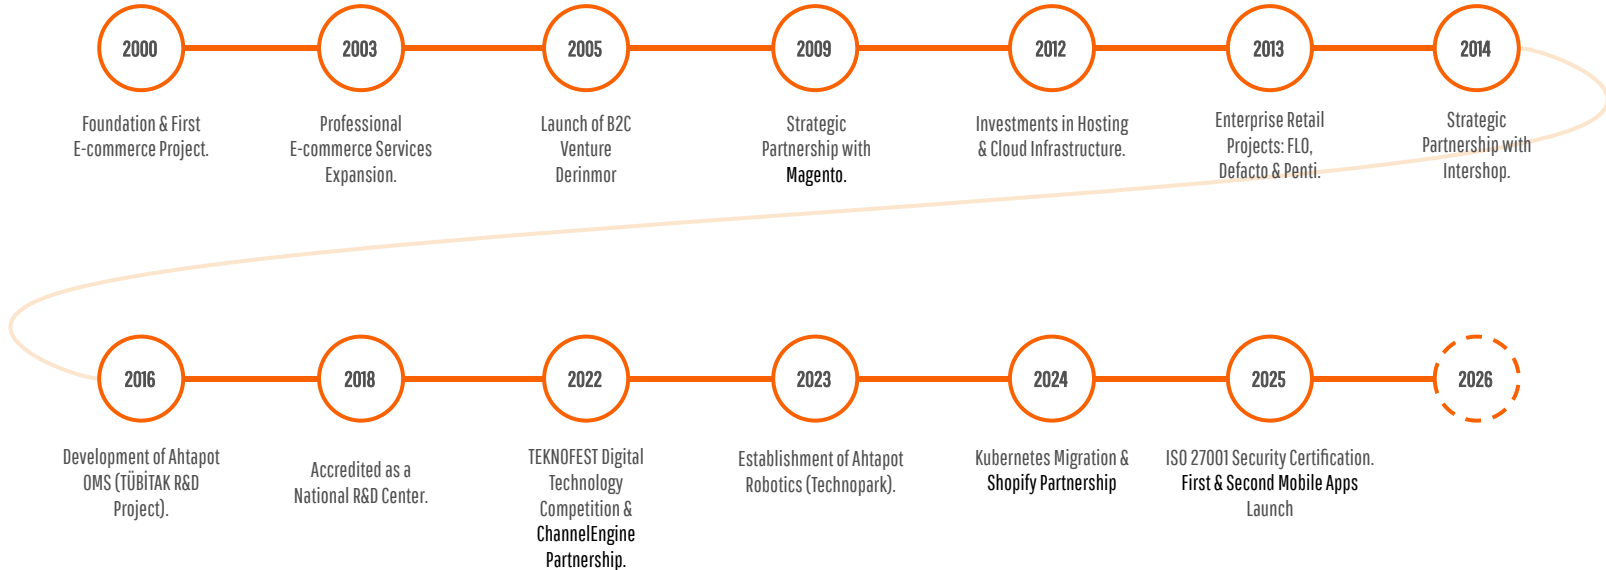 2000
Foundation & First
E-commerce Project.
2003
Professional
E-commerce Services
Expansion.
2005
Launch of B2C
Venture
Derinmor
2009
Strategic
Partnership with
Magento.
2012
Investments in Hosting
& Cloud Infrastructure.
2013
Enterprise Retail
Projects: FLO,
Defacto & Penti.
2014
Strategic
Partnership with
Intershop.
2016
Development of Ahtapot
OMS (TÜBİTAK R&D
Project).
2018
Accredited as a
National R&D Center.
2022
TEKNOFEST Digital
Technology
Competition &
ChannelEngine
Partnership.
2023
Establishment of Ahtapot
Robotics (Technopark).
2024
Kubernetes Migration &
Shopify Partnership
2025
ISO 27001 Security Certification.
First & Second Mobile Apps
Launch
2026